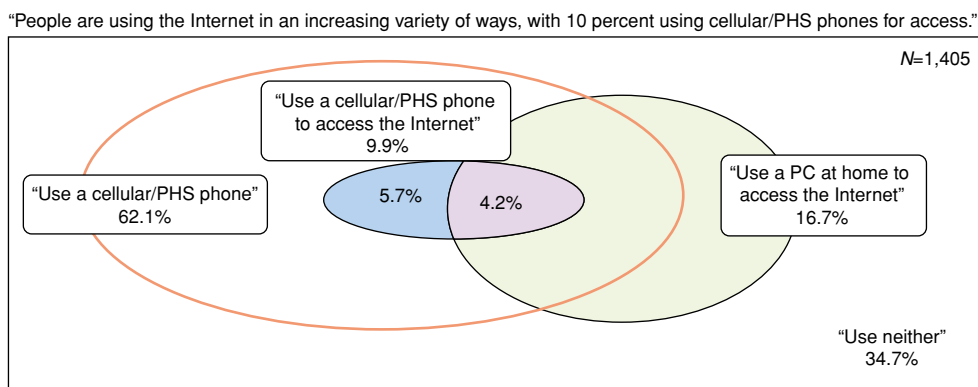 “People are using the Internet in an increasing variety of ways, with 10 percent using cellular/PHS phones for access.”
N=1,405
“Use a cellular/PHS phone
to access the Internet”
9.9%
“Use a cellular/PHS phone”
62.1%
5.7%
4.2%
“Use a PC at home to
access the Internet”
16.7%
“Use neither”
34.7%